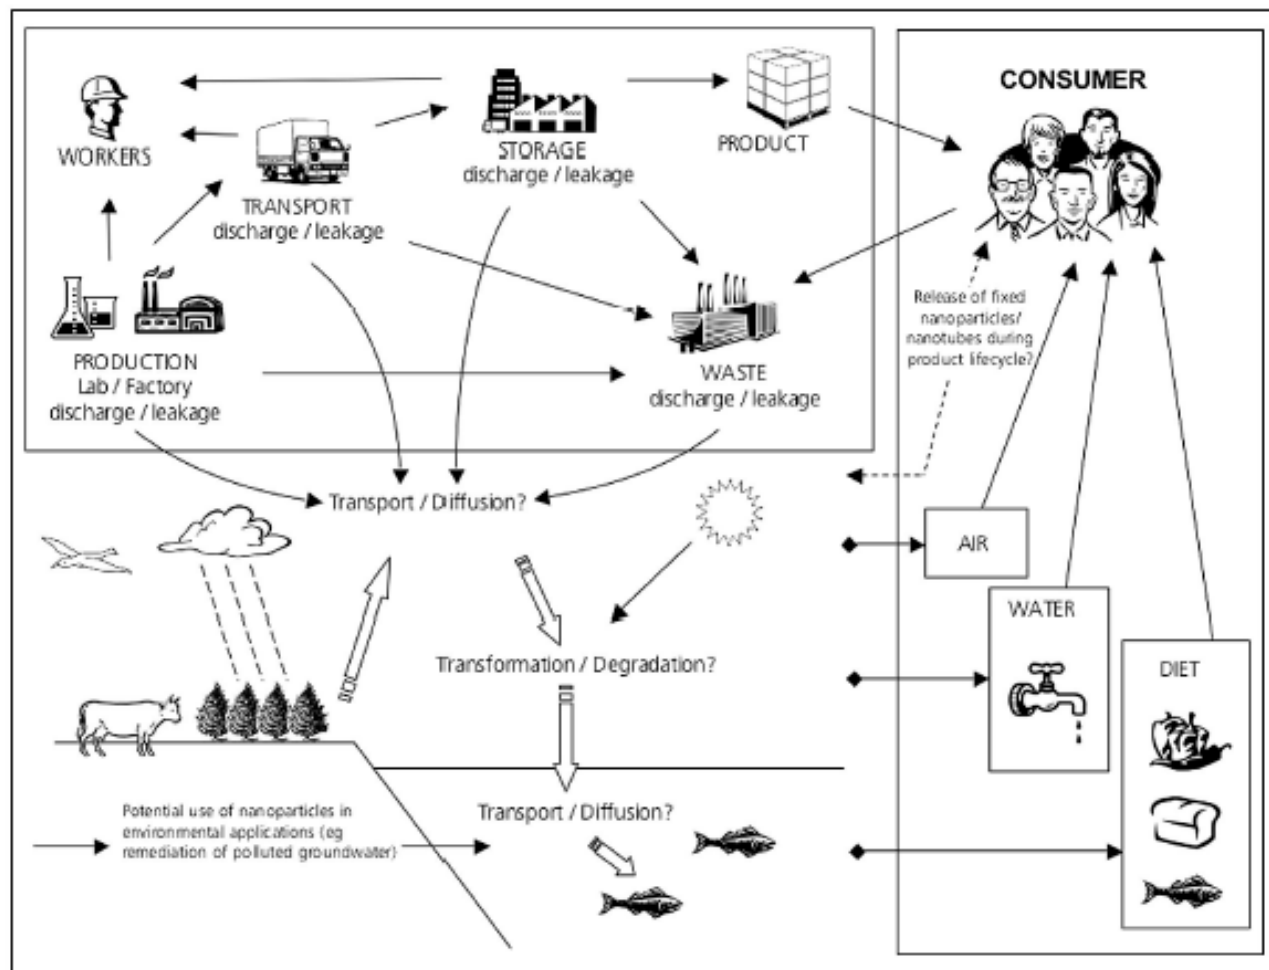 CONSUMER
WORKERS
STORAGE
discharge / leakage
PRODUCT
TRANSPORT
discharge / leakage
PRODUCTION
Lab / Factory
discharge / leakage
WASTE
discharge / leakage
Release of fixed
nanoparticles/
nanotubes during
product lifecycle?
Transport / Diffusion?
AIR
WATER
Transformation / Degradation?
DIET
Potential use of nanoparticles in
environmental applications (eg
remediation of polluted groundwater)
Transport / Diffusion?